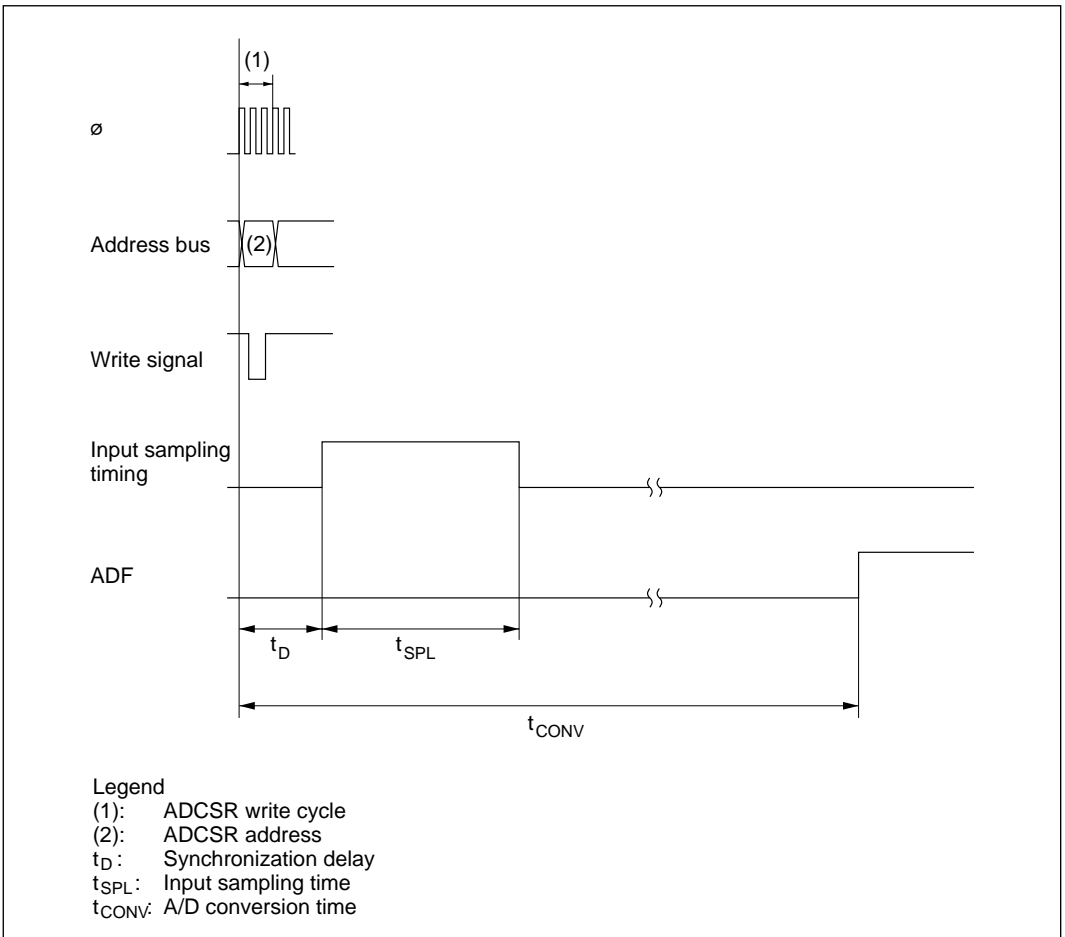 (1)
ø
Address bus
(2)
Write signal
Input sampling
timing
ADF
tD
tSPL
tCONV
Legend
(1): ADCSR write cycle
(2): ADCSR address
tD : Synchronization delay
tSPL : Input sampling time
tCONV: A/D conversion time